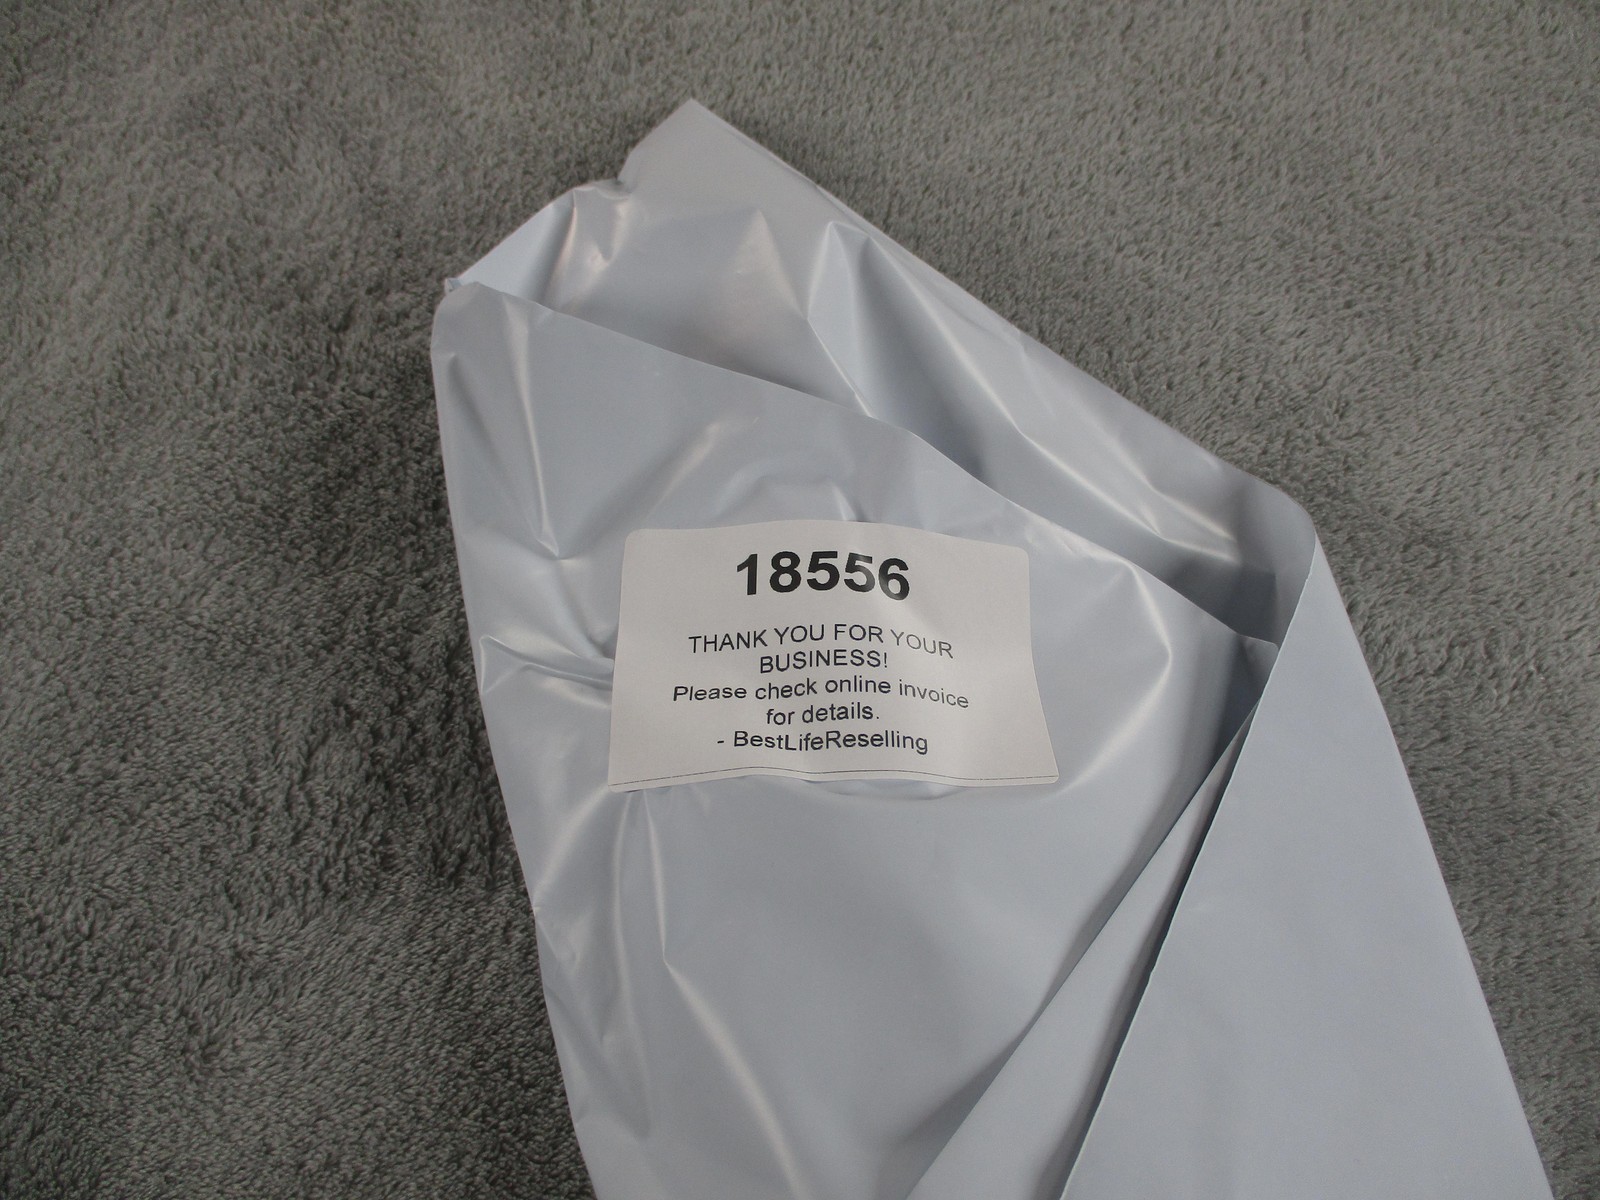 18556
THANK YOU FOR YOUR
BUSINESS!
Please check online invoice
for details.
- BestLifeReselling